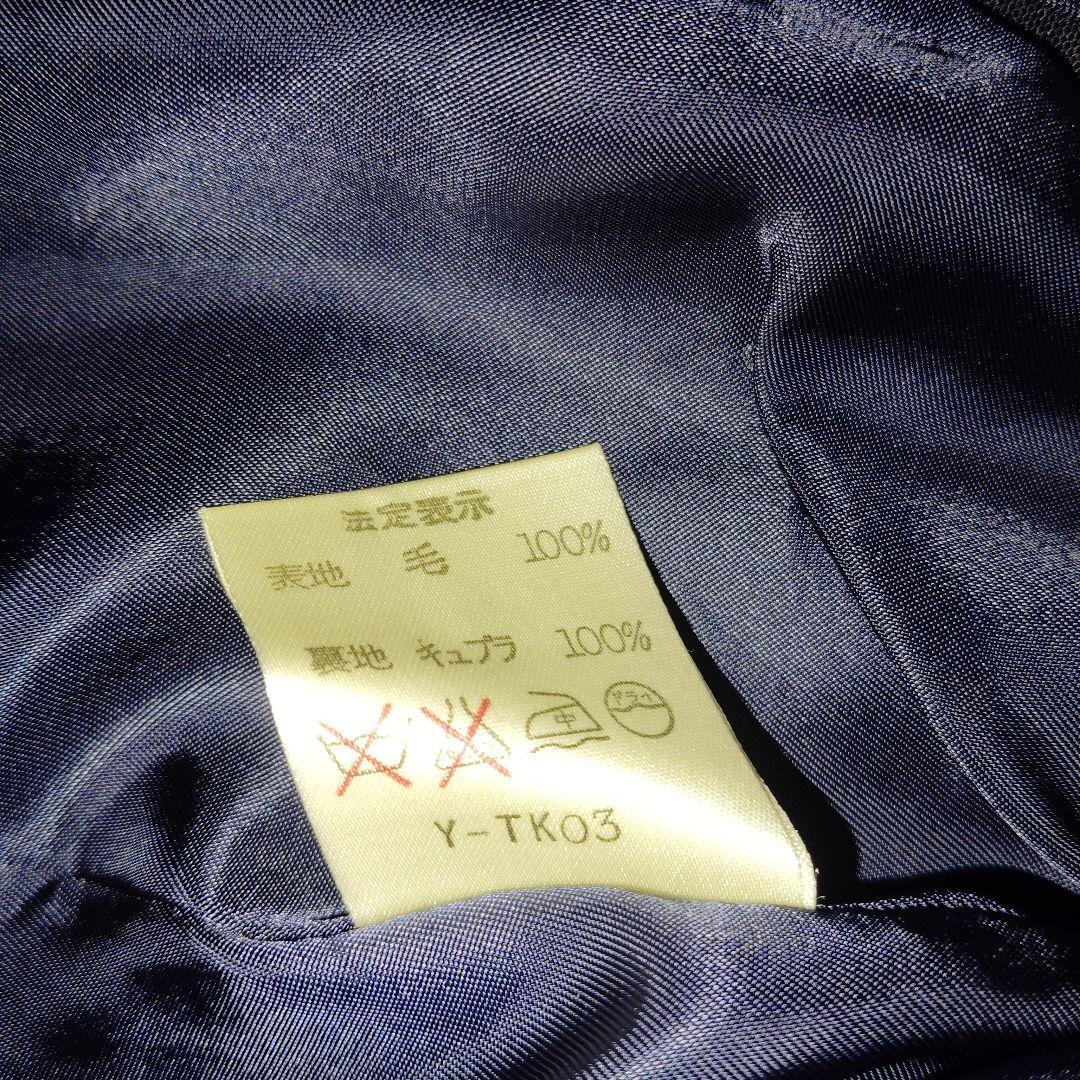 法定表示
表地 毛 100%
裏地 キュプラ 100%
中 ドライ
Y-TK03